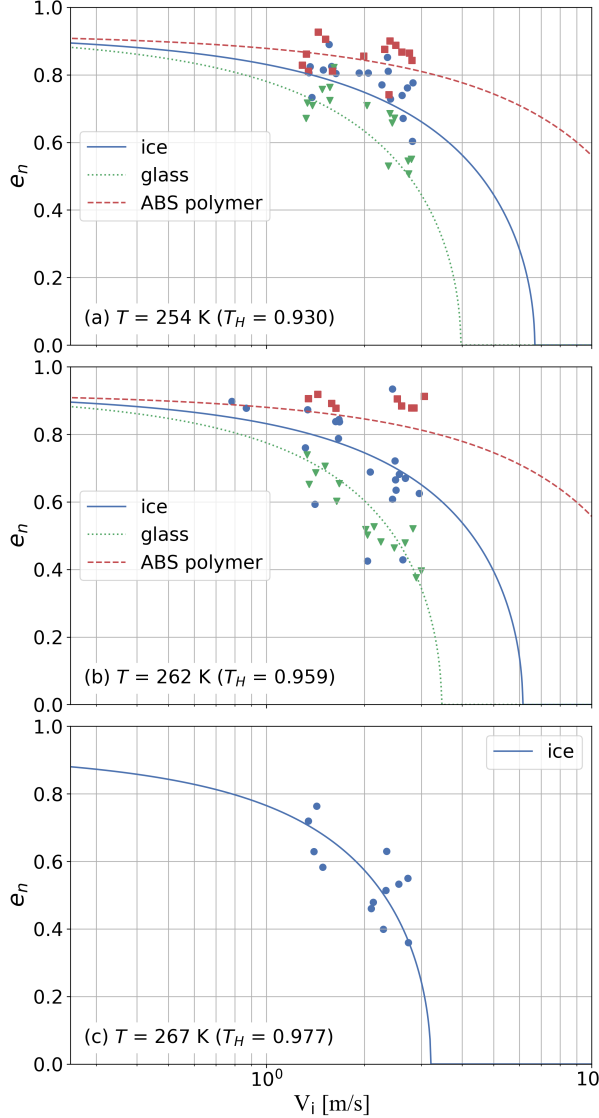 1.0
0.8
0.6
0.4
0.2
0.0
e_n
ice
glass
ABS polymer
(a) T = 254 K (T_H = 0.930)
1.0
0.8
0.6
0.4
0.2
0.0
e_n
ice
glass
ABS polymer
(b) T = 262 K (T_H = 0.959)
1.0
0.8
0.6
0.4
0.2
0.0
e_n
ice
(c) T = 267 K (T_H = 0.977)
10⁰
10
V_i [m/s]